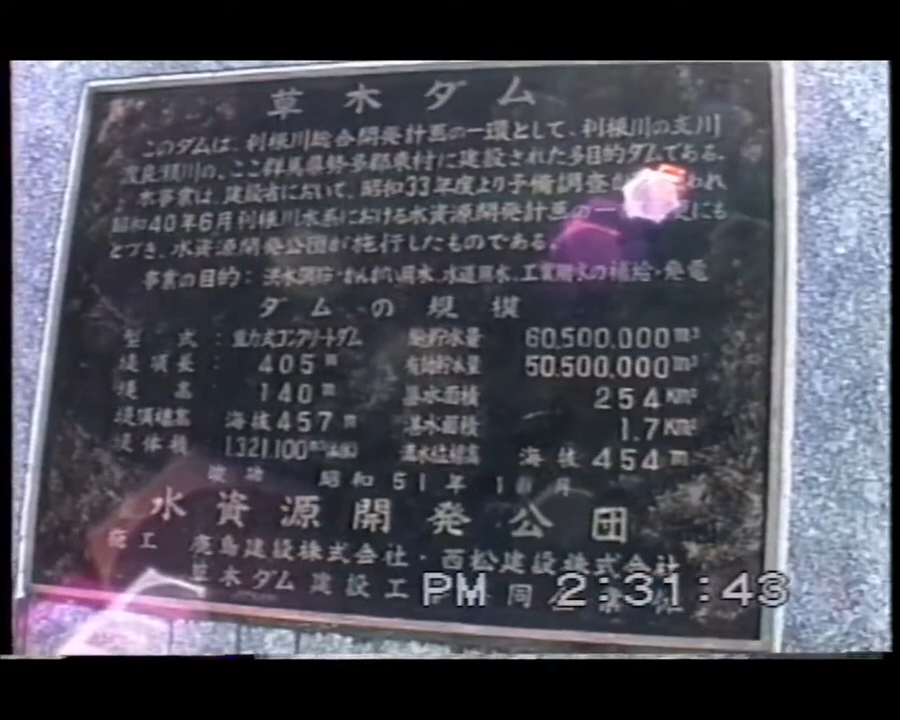 草木ダム
このダムは、利根川総合開発計画の一環として、利根川の支川
渡良瀬川の、ここ群馬県勢多郡東村に建設された多目的ダムである。
本事業は、建設省において、昭和33年度より予備調査が われ
昭和40年6月利根川水系における水資源開発計画の一 にも
とづき、水資源開発公団が施行したものである。
事業の目的:洪水調節・かんがい用水、水道用水、工業用水の補給・発電
ダムの規模
型式:重力式コンクリートダム 総貯水量 60,500,000m³
堤頂長:405m 有効貯水量 50,500,000m³
堤高:140m 集水面積 254Km²
堤頂標高 海抜457m 湛水面積 1.7Km²
堤体積 1,321,100m³ 満水位標高 海抜454m
竣功 昭和51年 月
水資源開発公団
施工 鹿島建設株式会社・西松建設株式会社
草木ダム建設工 同
PM 2:31:43